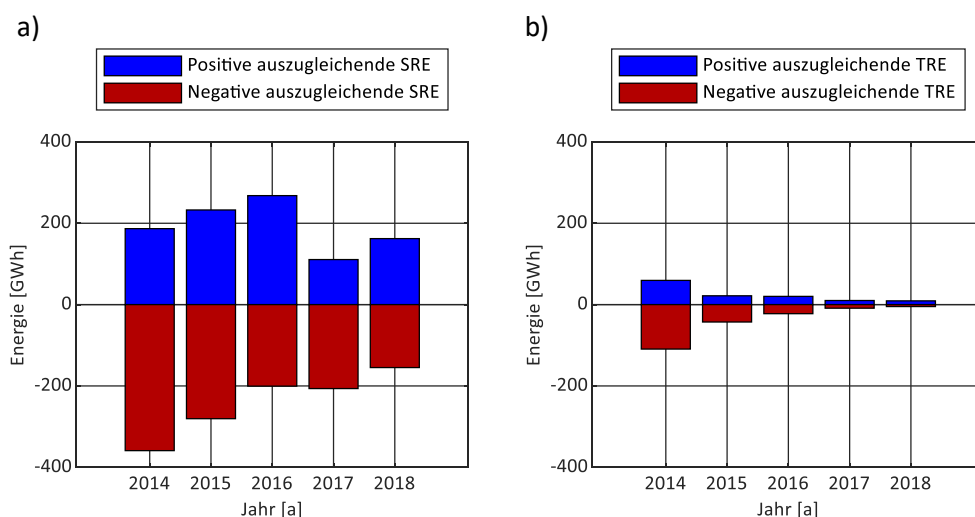 a)
Positive auszugleichende SRE
Negative auszugleichende SRE
400
200
0
-200
-400
Energie [GWh]
2014 2015 2016 2017 2018
Jahr [a]
b)
Positive auszugleichende TRE
Negative auszugleichende TRE
400
200
0
-200
-400
Energie [GWh]
2014 2015 2016 2017 2018
Jahr [a]